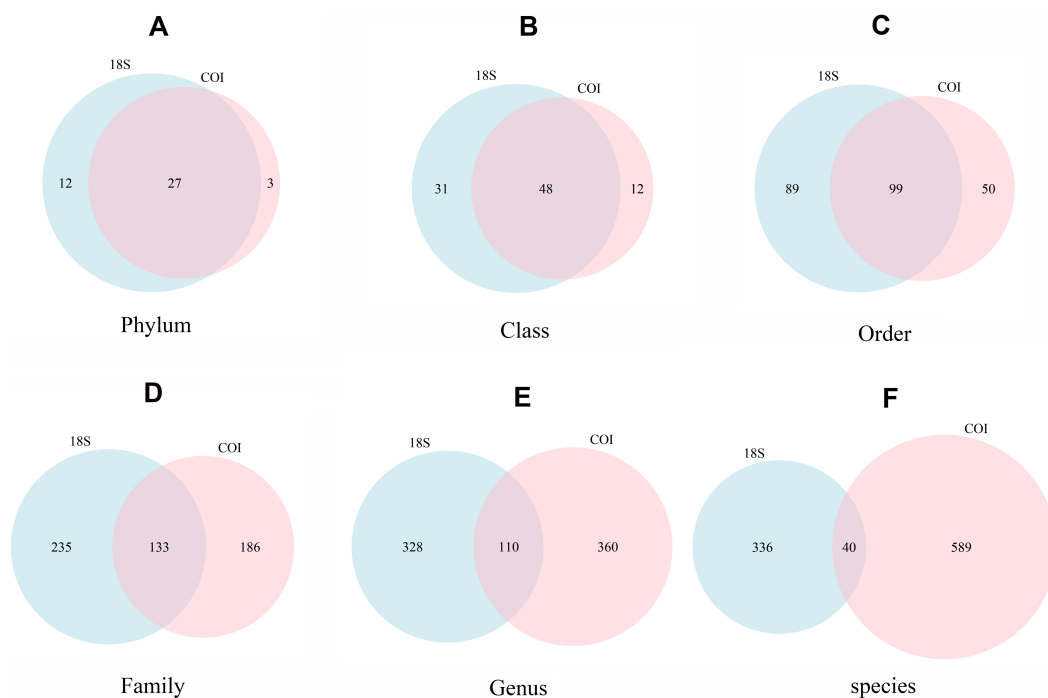 A
18S
COI
12
27
3
Phylum
B
18S
COI
31
48
12
Class
C
18S
COI
89
99
50
Order
D
18S
COI
235
133
186
Family
E
18S
COI
328
110
360
Genus
F
18S
COI
336
40
589
species